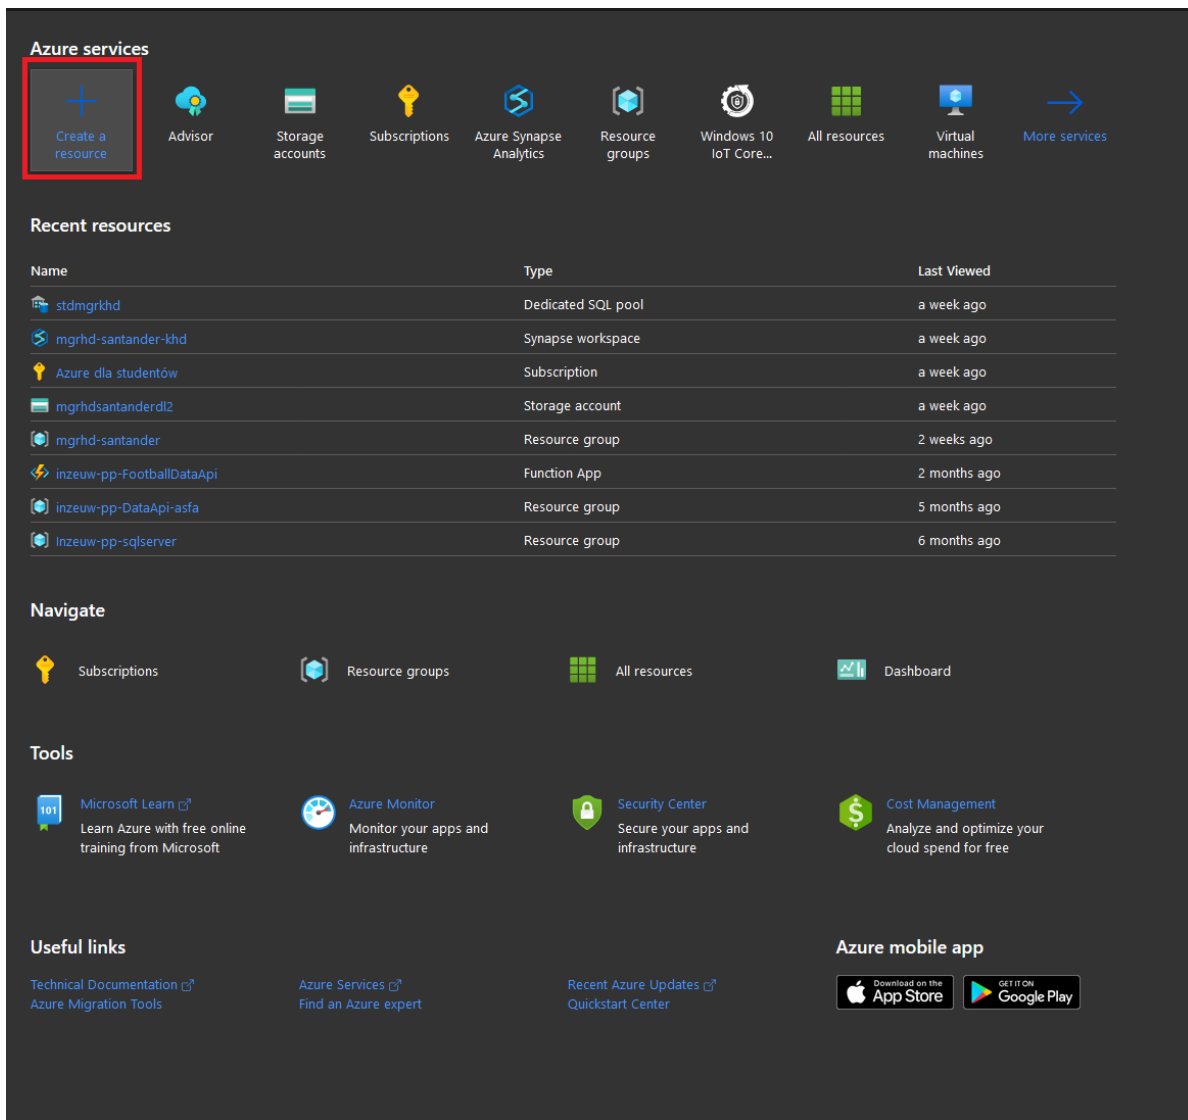 Azure services
Create a resource
Advisor
Storage accounts
Subscriptions
Azure Synapse Analytics
Resource groups
Windows 10 IoT Core...
All resources
Virtual machines
More services
Recent resources
Name Type Last Viewed
stdmgrkhd Dedicated SQL pool a week ago
mgrhd-santander-khd Synapse workspace a week ago
Azure dla studentów Subscription a week ago
mgrhdsantanderdl2 Storage account a week ago
mgrhd-santander Resource group 2 weeks ago
inzeuw-pp-FootballDataApi Function App 2 months ago
inzeuw-pp-DataApi-asfa Resource group 5 months ago
Inzeuw-pp-sqlserver Resource group 6 months ago
Navigate
Subscriptions Resource groups All resources Dashboard
Tools
101
Microsoft Learn
Learn Azure with free online
training from Microsoft
Azure Monitor
Monitor your apps and
infrastructure
Security Center
Secure your apps and
infrastructure
Cost Management
Analyze and optimize your
cloud spend for free
Useful links
Technical Documentation
Azure Migration Tools
Azure Services
Find an Azure expert
Recent Azure Updates
Quickstart Center
Azure mobile app
Download on the
App Store
GET IT ON
Google Play